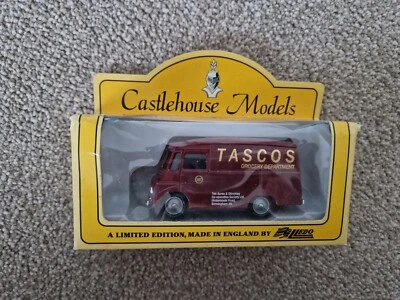 Castlehouse Models
TASCOS
GROCERY DEPARTMENT
A LIMITED EDITION, MADE IN ENGLAND BY LLEDO